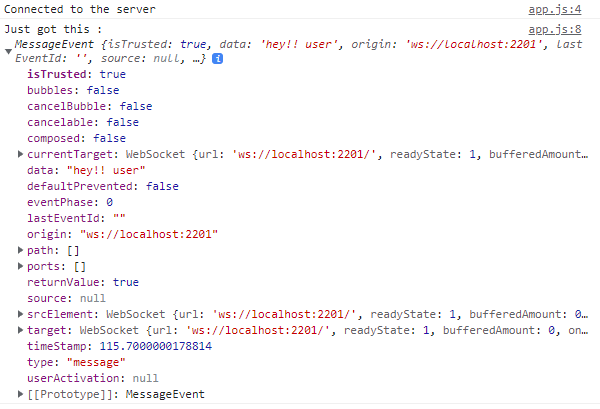 Connected to the server app.js:4
Just got this : app.js:8
MessageEvent {isTrusted: true, data: 'hey!! user', origin: 'ws://localhost:2201', last
EventId: '', source: null, …} i
isTrusted: true
bubbles: false
cancelBubble: false
cancelable: false
composed: false
currentTarget: WebSocket {url: 'ws://localhost:2201/', readyState: 1, bufferedAmount…
data: "hey!! user"
defaultPrevented: false
eventPhase: 0
lastEventId: ""
origin: "ws://localhost:2201"
path: []
ports: []
returnValue: true
source: null
srcElement: WebSocket {url: 'ws://localhost:2201/', readyState: 1, bufferedAmount: 0…
target: WebSocket {url: 'ws://localhost:2201/', readyState: 1, bufferedAmount: 0, on…
timeStamp: 115.7000000178814
type: "message"
userActivation: null
[[Prototype]]: MessageEvent